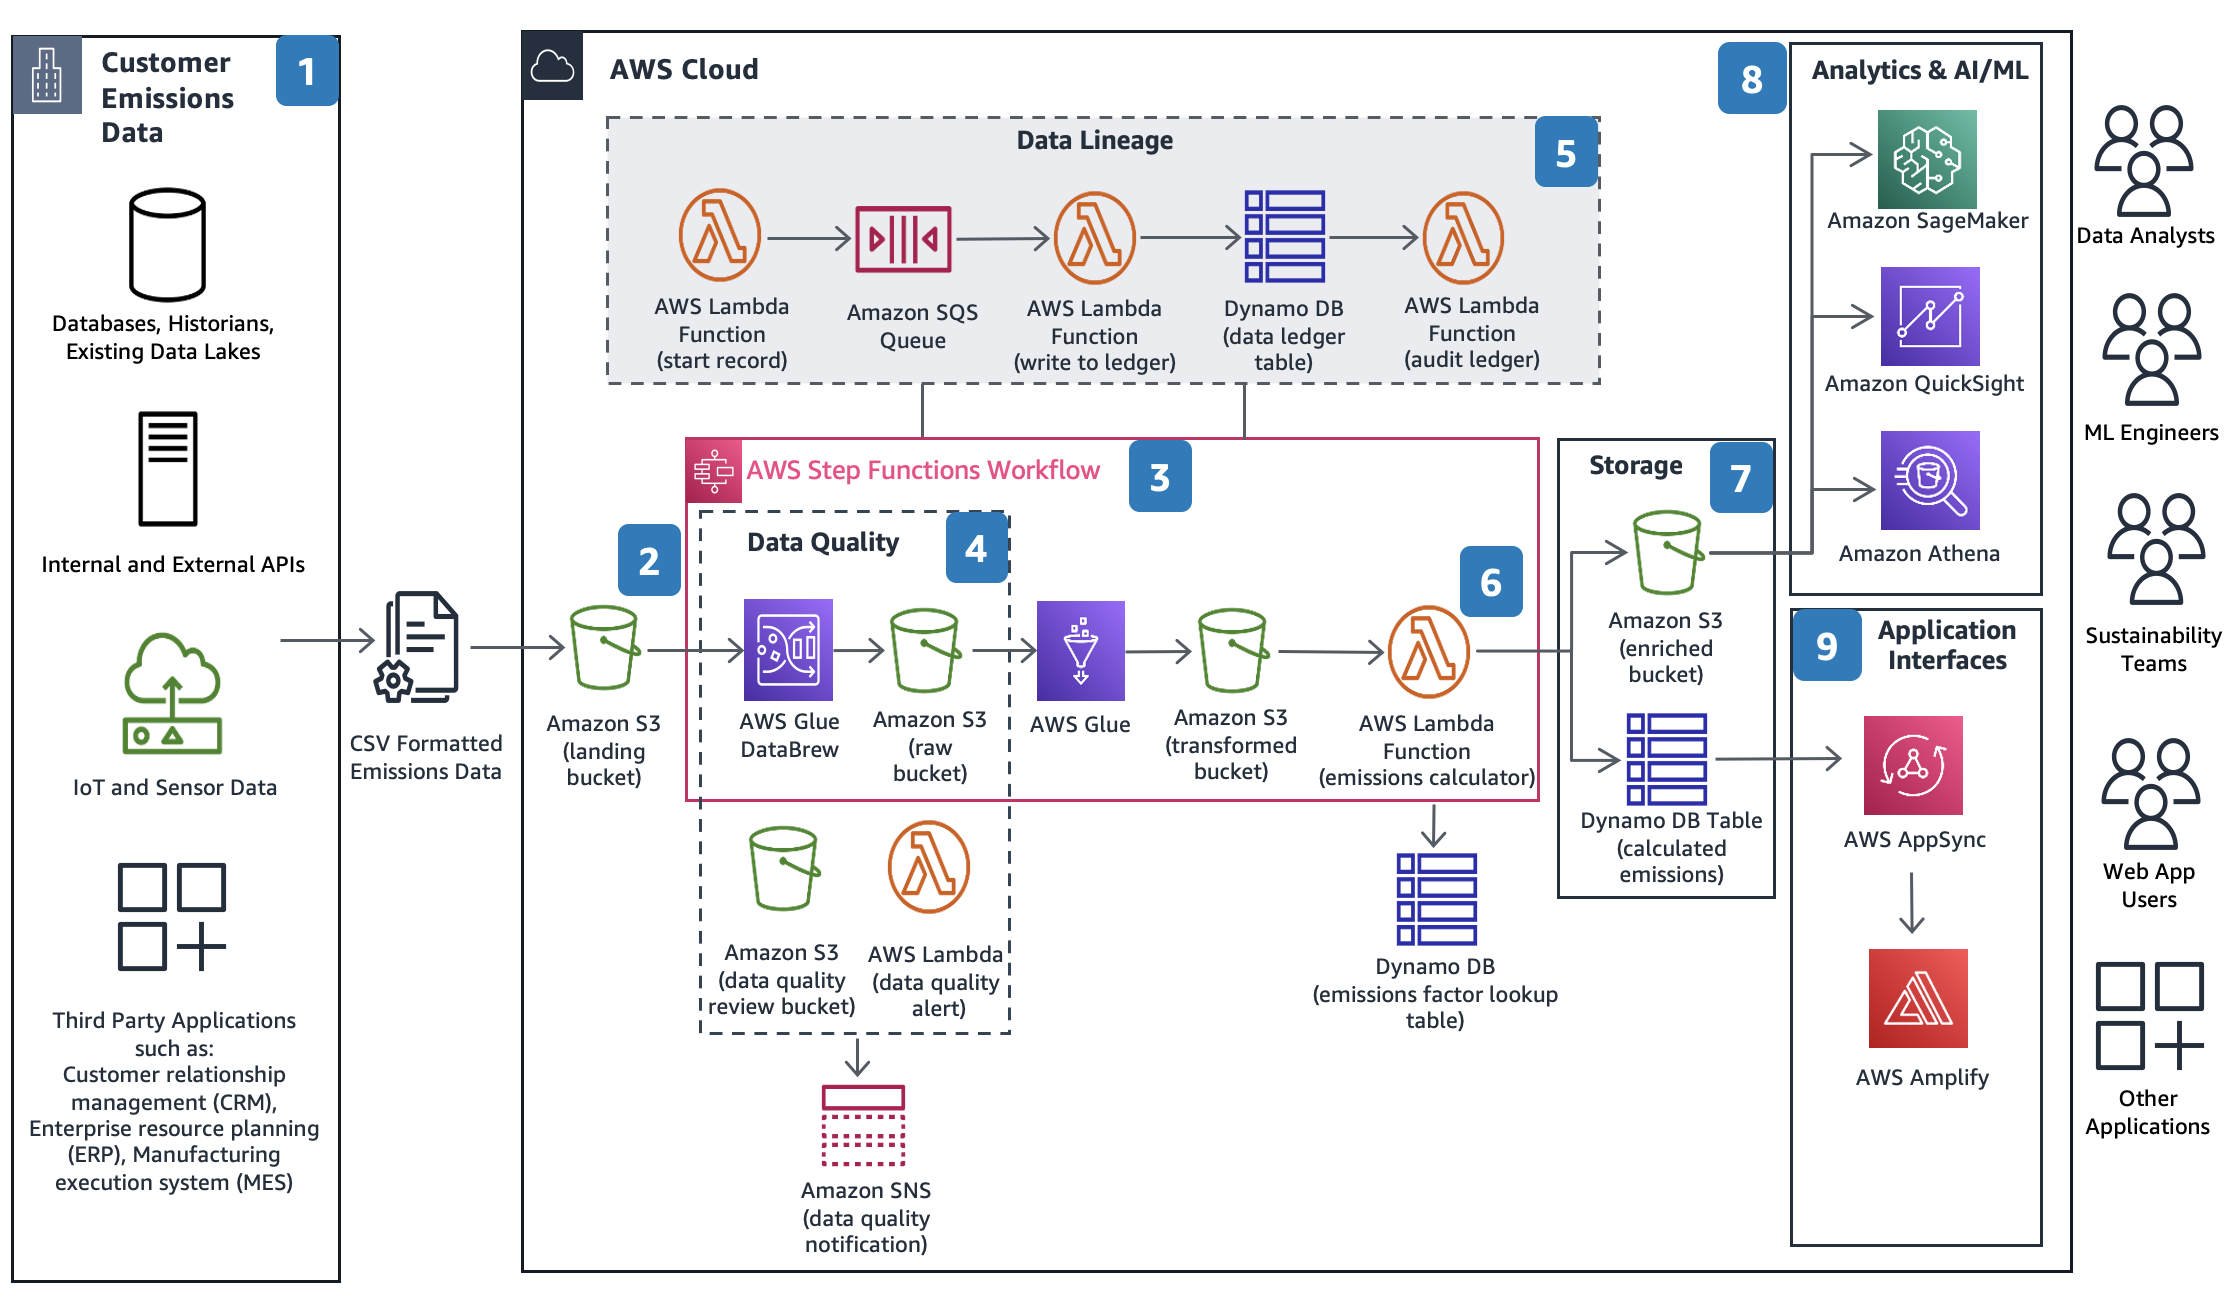 Customer
Emissions
Data
1
Databases, Historians,
Existing Data Lakes
Internal and External APIs
IoT and Sensor Data
Third Party Applications
such as:
Customer relationship
management (CRM),
Enterprise resource planning
(ERP), Manufacturing
execution system (MES)
CSV Formatted
Emissions Data
AWS Cloud
Data Lineage
5
AWS Lambda
Function
(start record)
Amazon SQS
Queue
AWS Lambda
Function
(write to ledger)
Dynamo DB
(data ledger
table)
AWS Lambda
Function
(audit ledger)
2
Amazon S3
(landing
bucket)
AWS Step Functions Workflow
3
Data Quality
4
AWS Glue
DataBrew
Amazon S3
(raw
bucket)
Amazon S3
(data quality
review bucket)
AWS Lambda
(data quality
alert)
Amazon SNS
(data quality
notification)
AWS Glue
Amazon S3
(transformed
bucket)
6
AWS Lambda
Function
(emissions calculator)
Dynamo DB
(emissions factor lookup
table)
Storage
7
Amazon S3
(enriched
bucket)
Dynamo DB Table
(calculated
emissions)
8
Analytics & AI/ML
Amazon SageMaker
Amazon QuickSight
Amazon Athena
9
Application
Interfaces
AWS AppSync
AWS Amplify
Data Analysts
ML Engineers
Sustainability
Teams
Web App
Users
Other
Applications